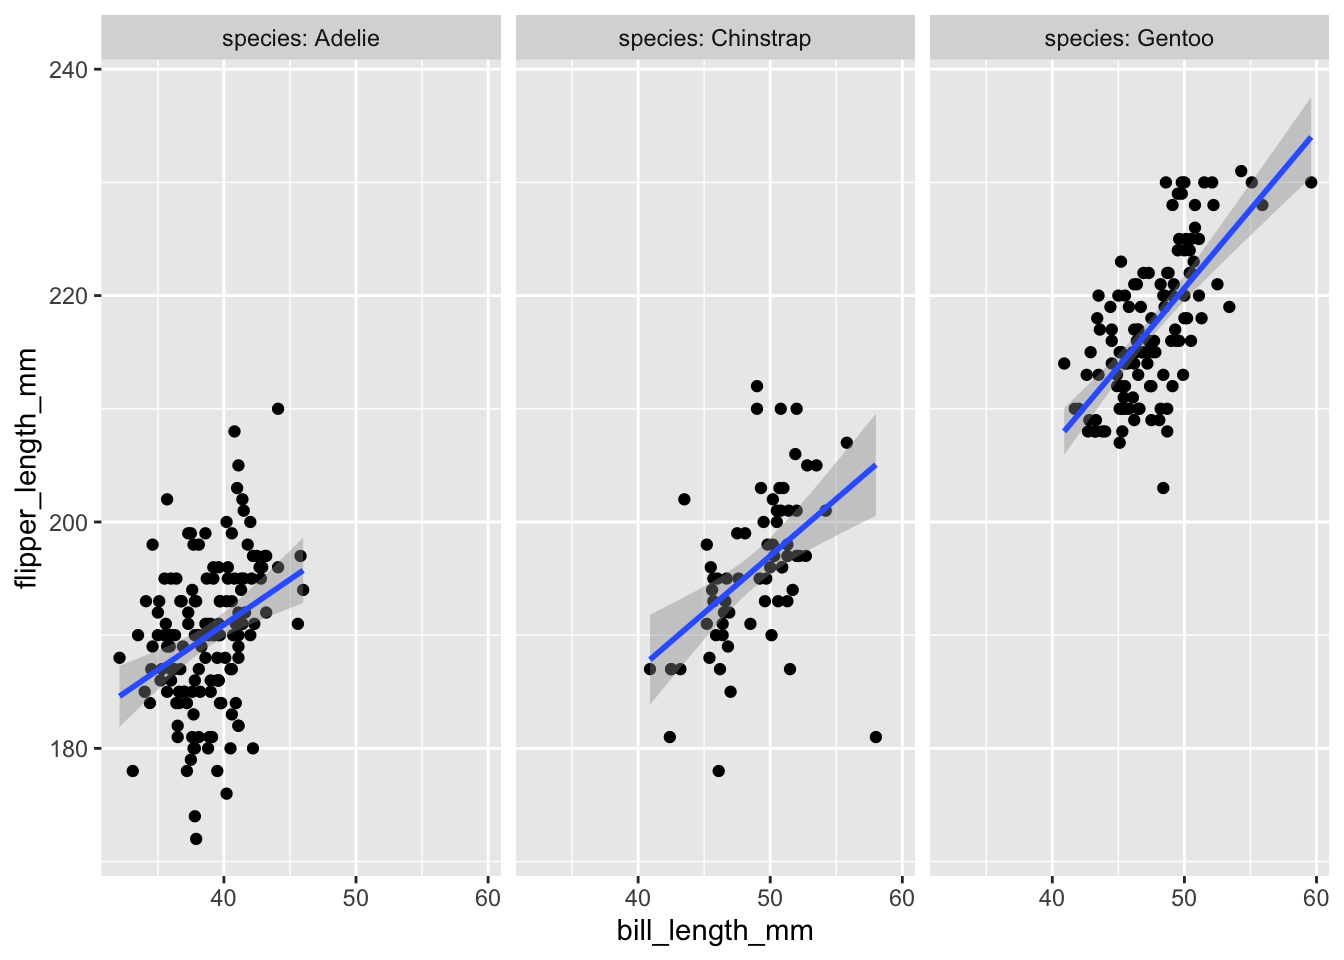 species: Adelie
species: Chinstrap
species: Gentoo
240
220
200
180
flipper_length_mm
40 50 60
40 50 60
40 50 60
bill_length_mm